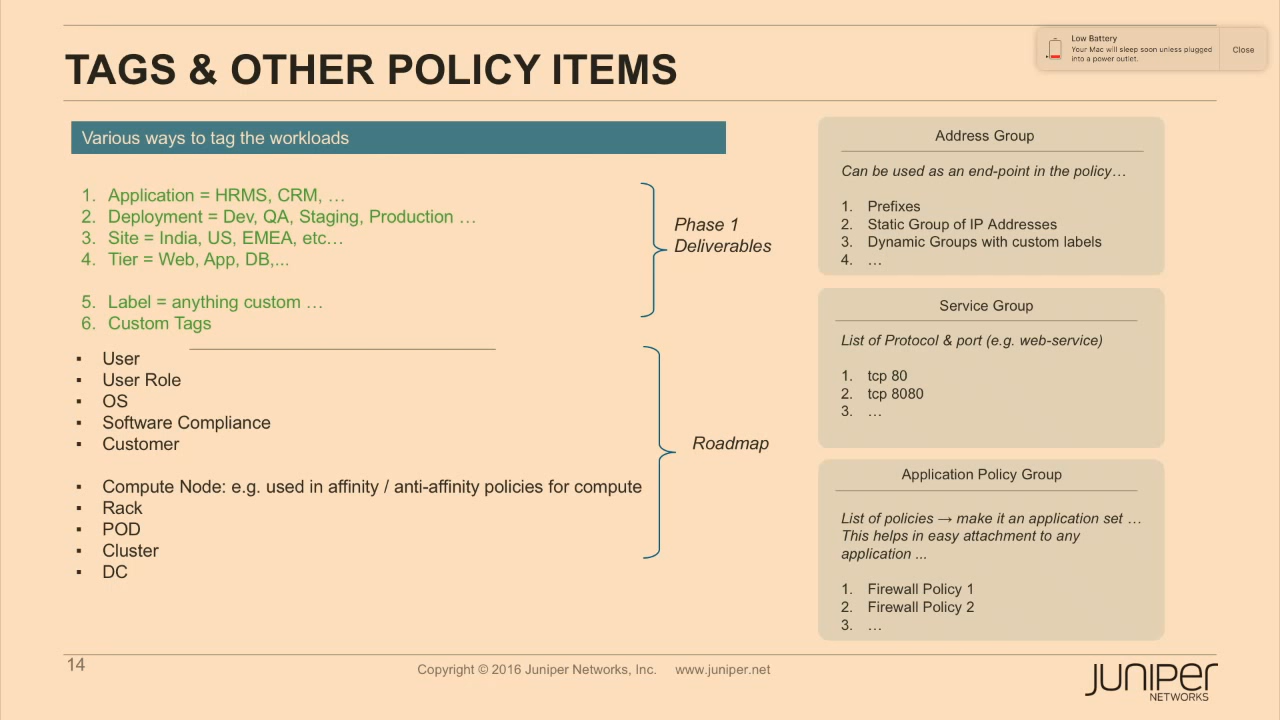 TAGS & OTHER POLICY ITEMS
Low Battery
Your Mac will sleep soon unless plugged
into a power outlet.
Close
Various ways to tag the workloads
1. Application = HRMS, CRM, …
2. Deployment = Dev, QA, Staging, Production …
3. Site = India, US, EMEA, etc…
4. Tier = Web, App, DB,...
5. Label = anything custom …
6. Custom Tags
Phase 1
Deliverables
▪ User
▪ User Role
▪ OS
▪ Software Compliance
▪ Customer
▪ Compute Node: e.g. used in affinity / anti-affinity policies for compute
▪ Rack
▪ POD
▪ Cluster
▪ DC
Roadmap
Address Group
Can be used as an end-point in the policy…
1. Prefixes
2. Static Group of IP Addresses
3. Dynamic Groups with custom labels
4. …
Service Group
List of Protocol & port (e.g. web-service)
1. tcp 80
2. tcp 8080
3. …
Application Policy Group
List of policies → make it an application set …
This helps in easy attachment to any
application ...
1. Firewall Policy 1
2. Firewall Policy 2
3. …
14
Copyright © 2016 Juniper Networks, Inc. www.juniper.net
JUNIPER
NETWORKS